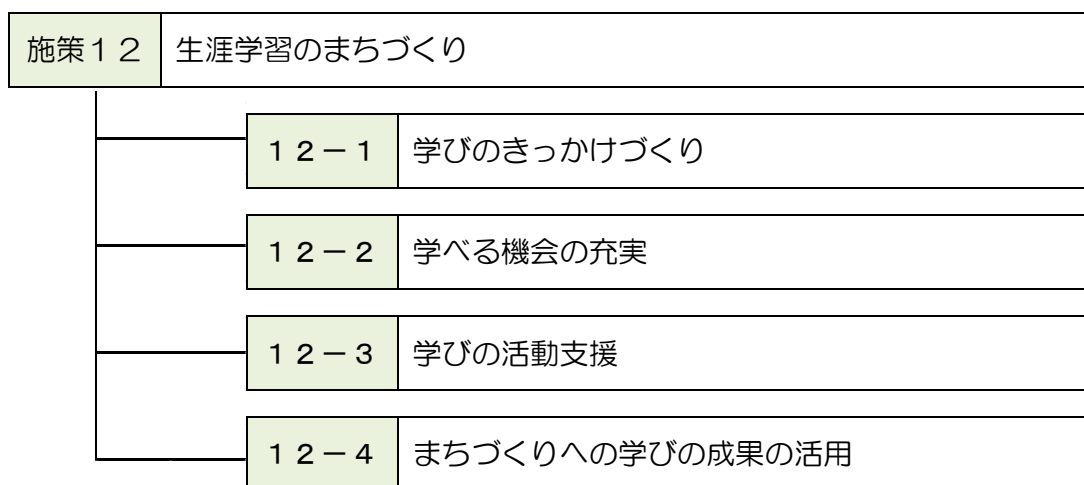 施策１２ 生涯学習のまちづくり
１２－１ 学びのきっかけづくり
１２－２ 学べる機会の充実
１２－３ 学びの活動支援
１２－４ まちづくりへの学びの成果の活用